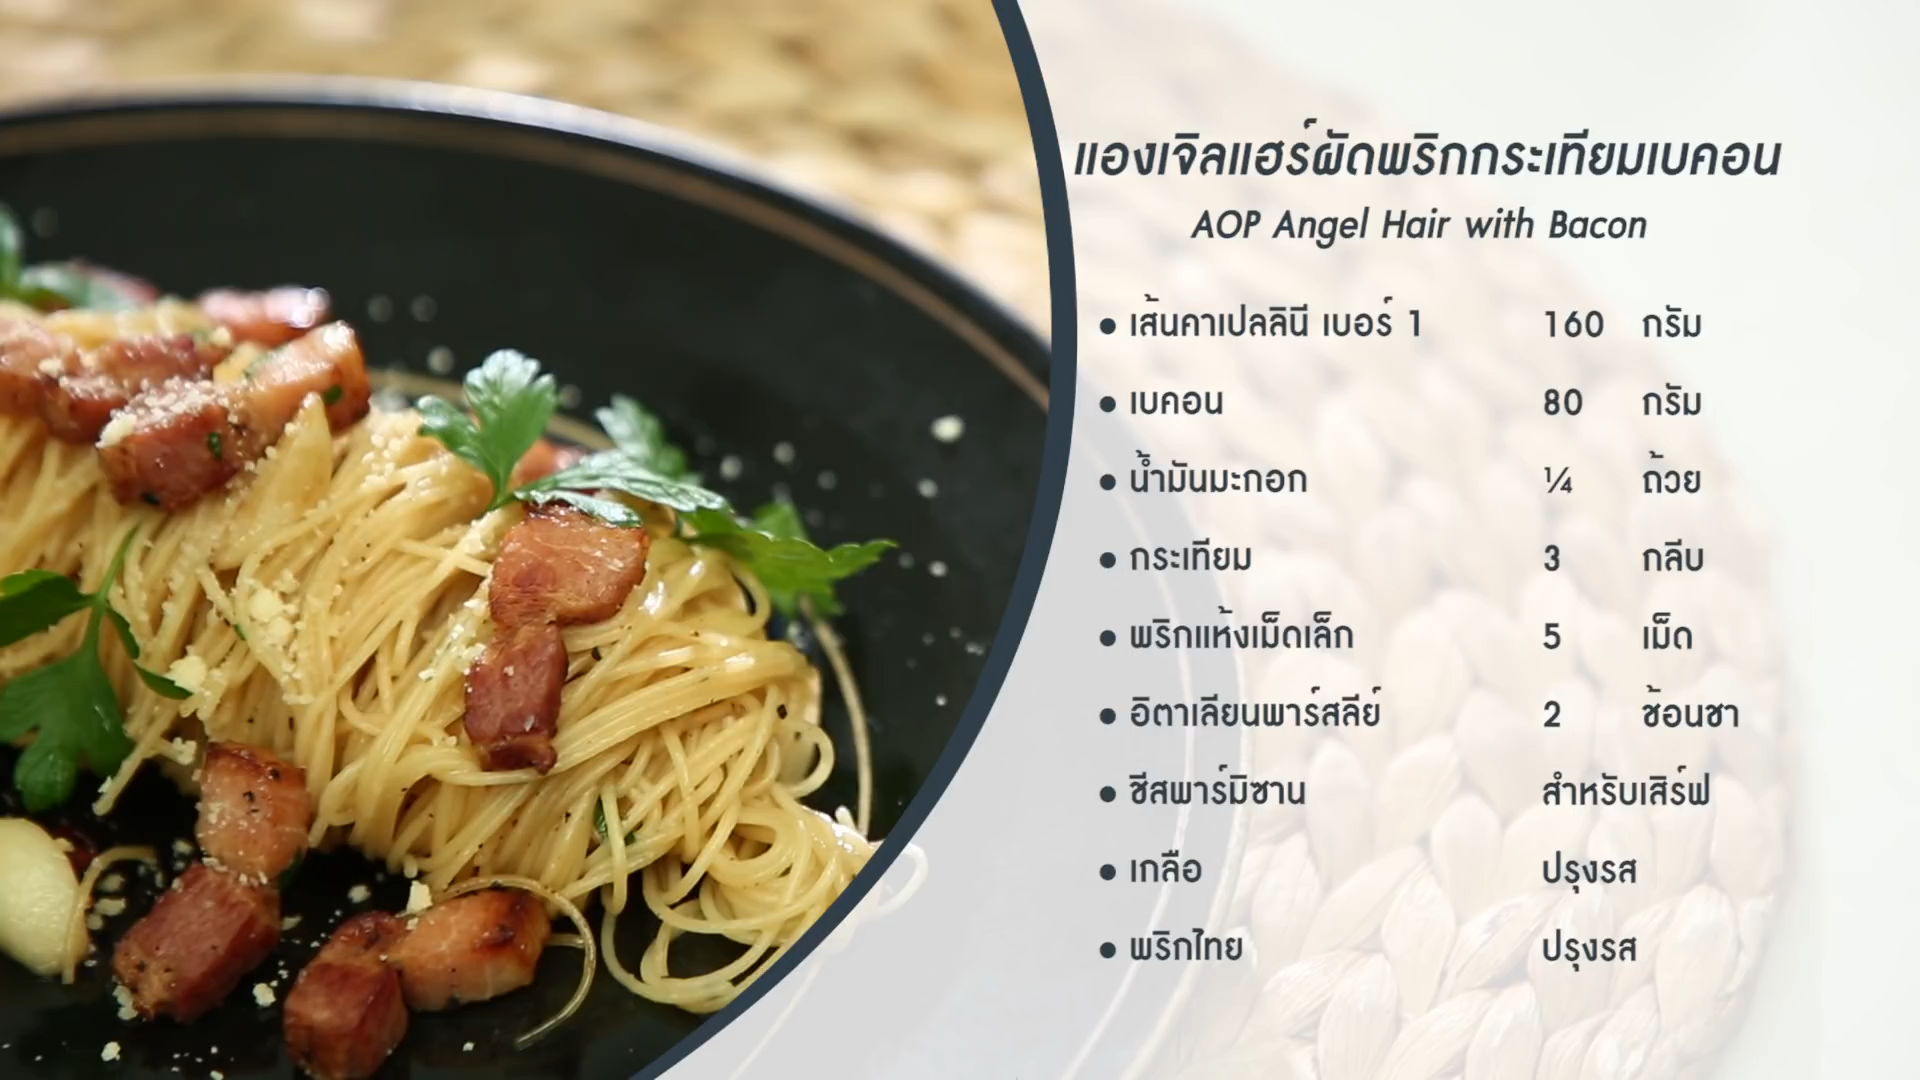 แองเจิลแฮร์ผัดพริกกระเทียมเบคอน
AOP Angel Hair with Bacon
● เส้นคาเปลลินี เบอร์ 1 160 กรัม
● เบคอน 80 กรัม
● น้ำมันมะกอก ¼ ถ้วย
● กระเทียม 3 กลีบ
● พริกแห้งเม็ดเล็ก 5 เม็ด
● อิตาเลียนพาร์สลีย์ 2 ช้อนชา
● ชีสพาร์มิซาน สำหรับเสิร์ฟ
● เกลือ ปรุงรส
● พริกไทย ปรุงรส